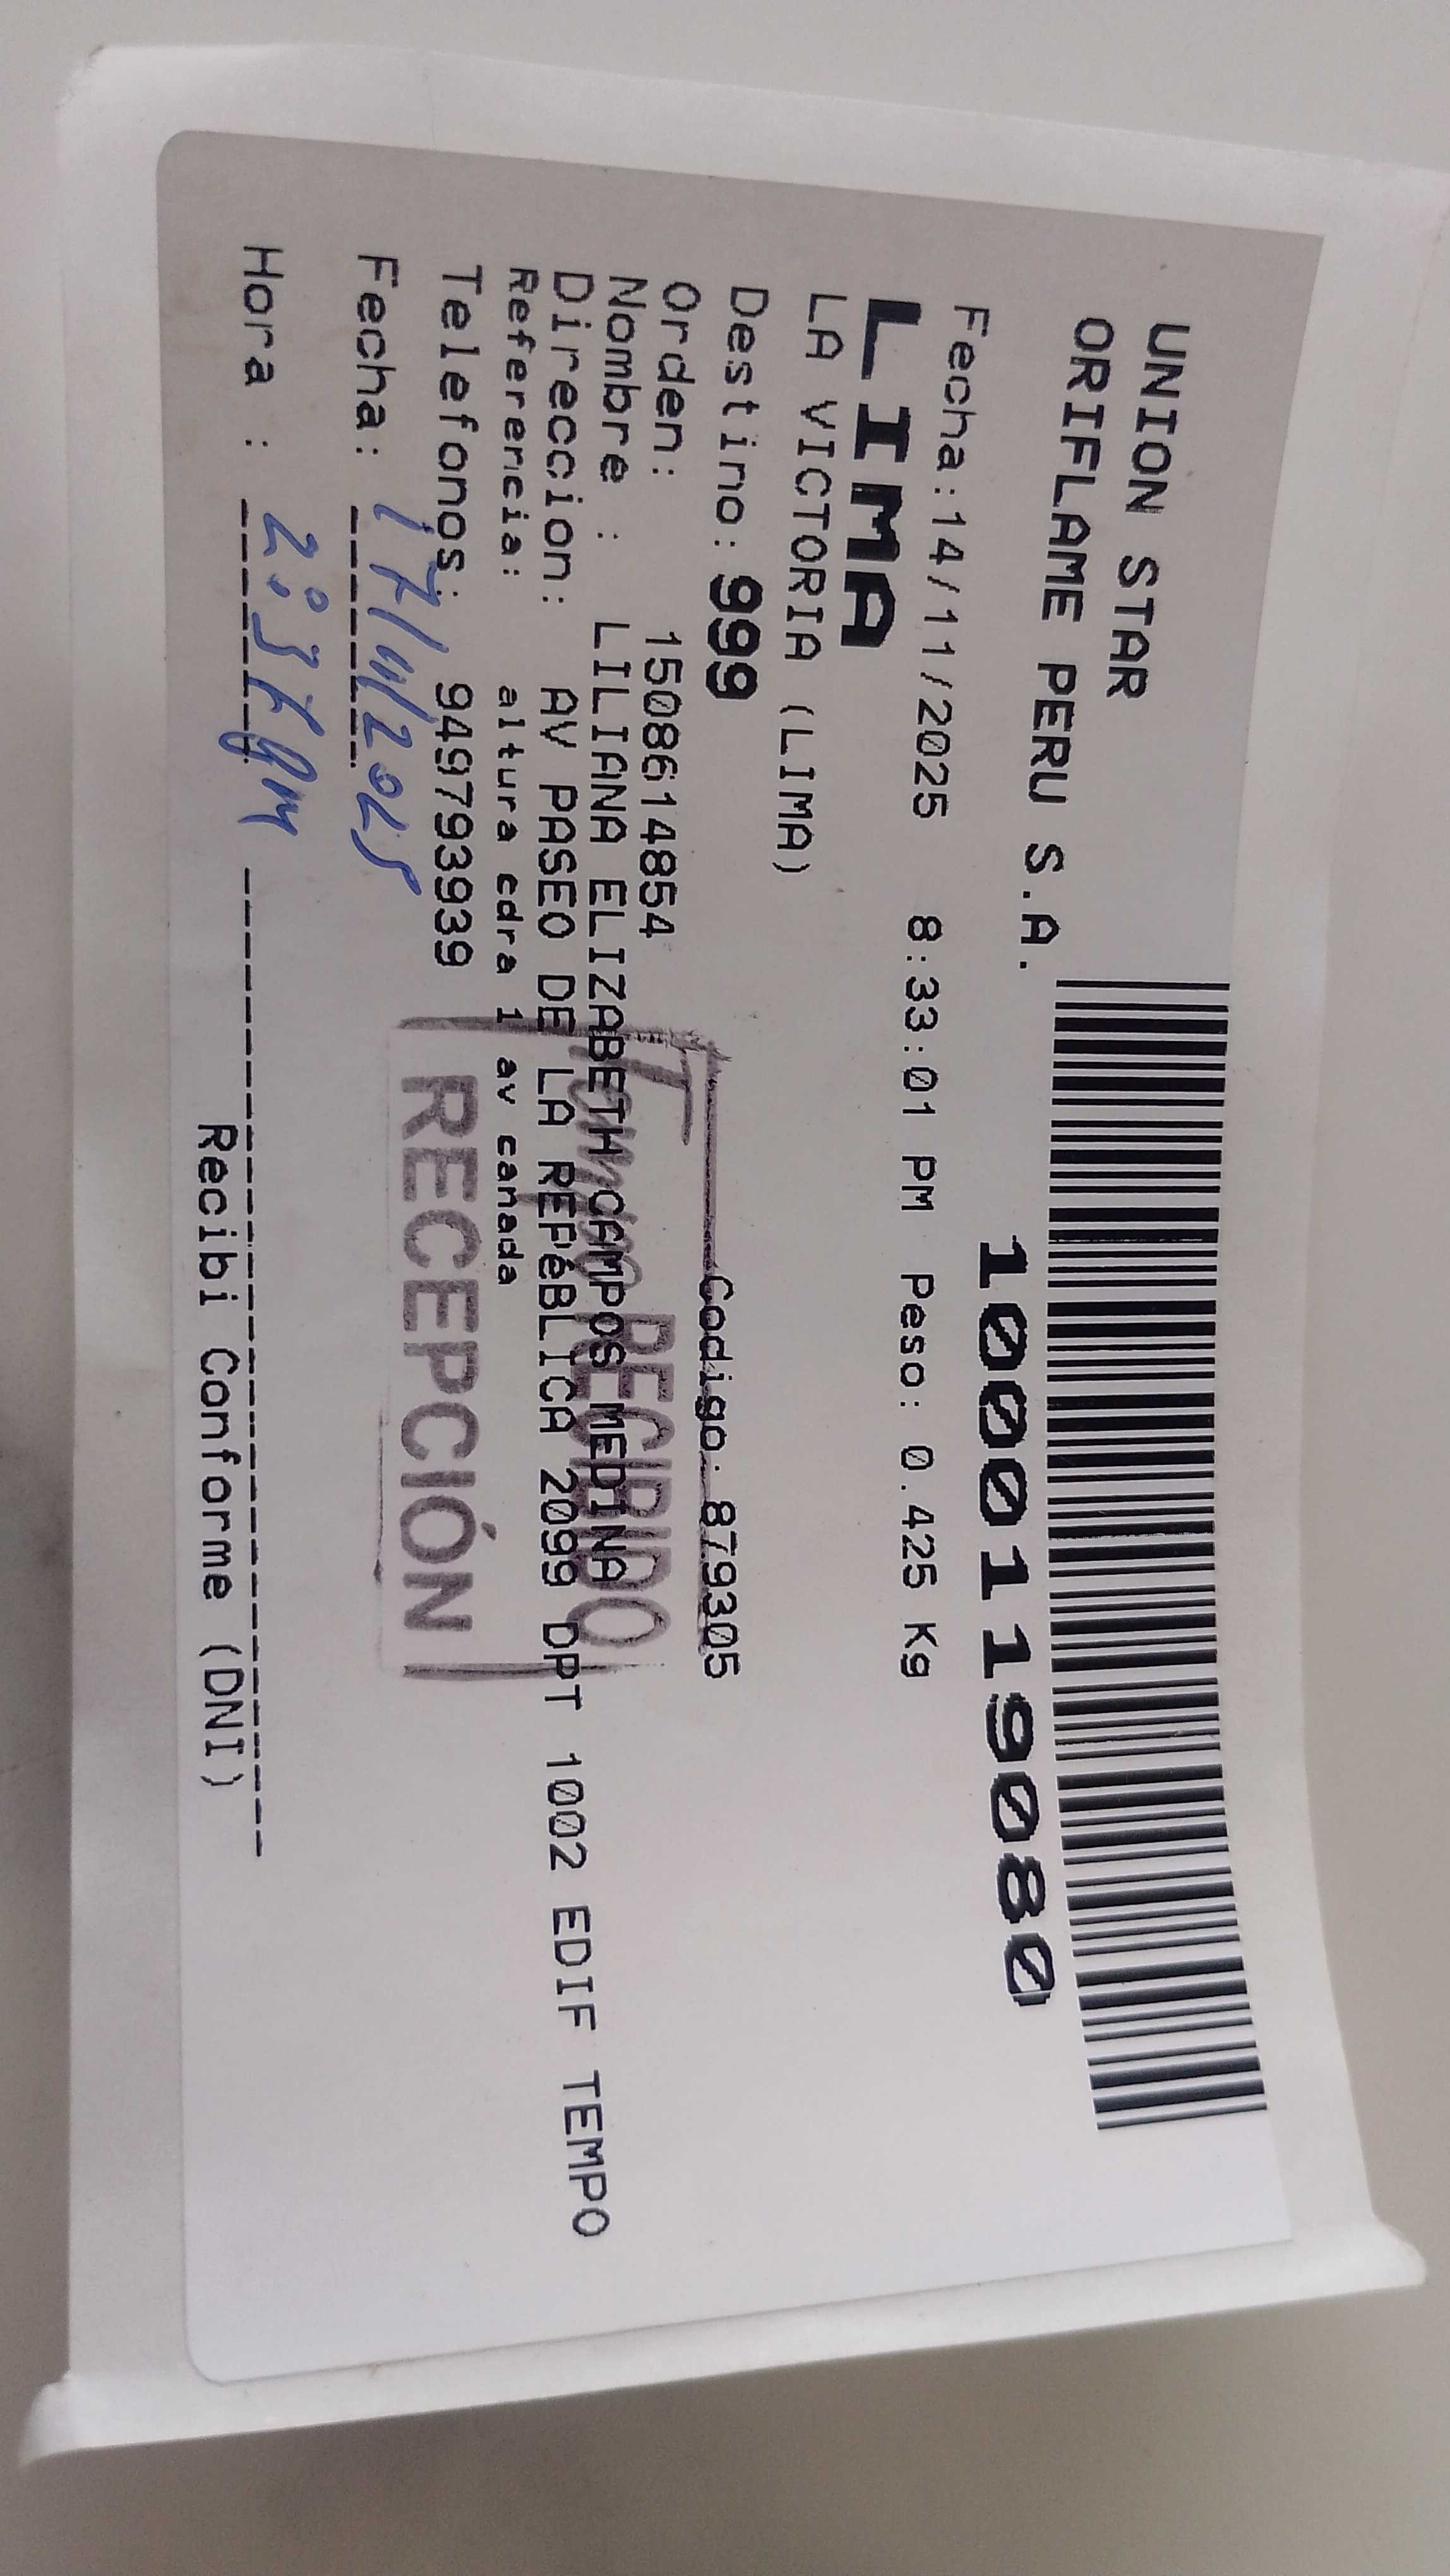 UNION STAR
ORIFLAME PERU S.A.
1000119080
Fecha:14/11/2025 8:33:01 PM Peso: 0.425 Kg
LIMA
LA VICTORIA (LIMA)
Destino: 999 Codigo: 879305
Orden: 1508614854
Nombre : LILIANA ELIZABETH CAMPOS MEDINA
Direccion: AV PASEO DE LA REPéBLICA 2099 DPT 1002 EDIF TEMPO
Referencia: altura cdra 1 av canada
Telefonos: 949793939
RECIBIDO
RECEPCIÓN
Fecha: 17/11/2025
Hora :
Recibi Conforme (DNI)